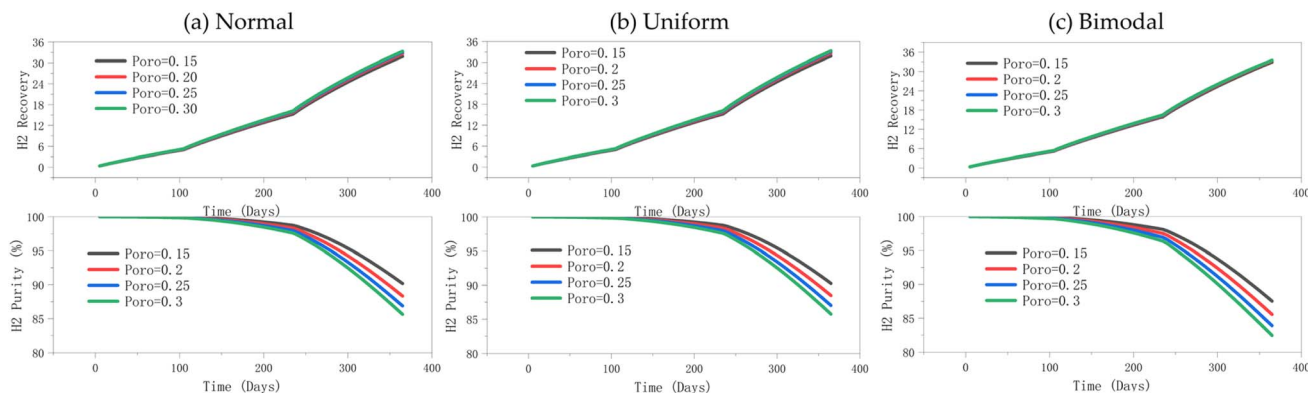 (a) Normal
H2 Recovery
36
30
24
18
12
6
0
Poro=0.15
Poro=0.20
Poro=0.25
Poro=0.30
0 100 200 300 400
Time (Days)
H2 Purity (%)
100
95
90
85
80
Poro=0.15
Poro=0.2
Poro=0.25
Poro=0.3
0 100 200 300 400
Time (Days)
(b) Uniform
H2 Recovery
36
30
24
18
12
6
0
Poro=0.15
Poro=0.2
Poro=0.25
Poro=0.3
0 100 200 300 400
Time (Days)
H2 Purity (%)
100
95
90
85
80
Poro=0.15
Poro=0.2
Poro=0.25
Poro=0.3
0 100 200 300 400
Time (Days)
(c) Bimodal
H2 Recovery
36
30
24
18
12
6
0
Poro=0.15
Poro=0.2
Poro=0.25
Poro=0.3
0 100 200 300 400
Time (Days)
H2 Purity (%)
100
95
90
85
80
Poro=0.15
Poro=0.2
Poro=0.25
Poro=0.3
0 100 200 300 400
Time (Days)